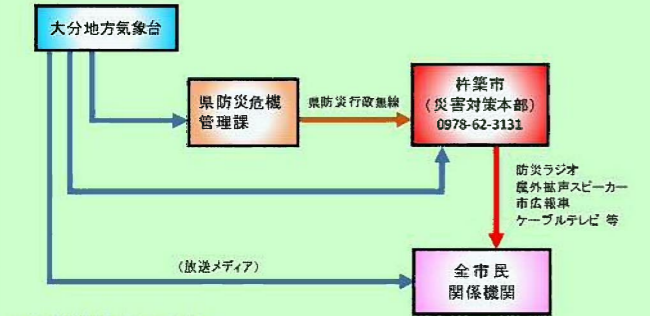 大分地方気象台
県防災危機
管理課
県防災行政無線
杵築市
(災害対策本部)
0978-62-3131
防災ラジオ
屋外拡声スピーカー
市広報車
ケーブルテレビ 等
(放送メディア)
全市民
関係機関